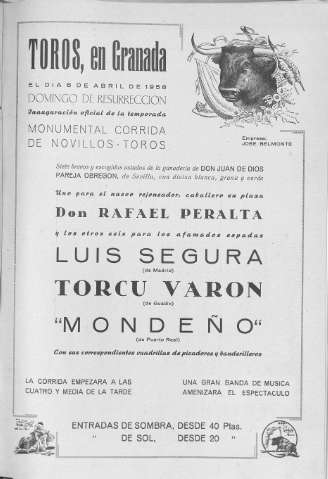 TOROS, en Granada
EL DIA 6 DE ABRIL DE 1958
DOMINGO DE RESURRECCION
Inauguración oficial de la temporada
MONUMENTAL CORRIDA
DE NOVILLOS-TOROS
Empresa:
JOSE BELMONTE
Siete bravos y escogidos novillos de la ganadería de DON JUAN DE DIOS
PAREJA OBREGON, de Sevilla, con divisa blanca, grana y verde
Uno para el nuevo rejoneador, caballero en plaza
Don RAFAEL PERALTA
y los otros seis para los afamados espadas
LUIS SEGURA
(de Madrid)
TORCU VARON
(de Guadix)
"MONDEÑO"
(de Puerto Real)
Con sus correspondientes cuadrillas de picadores y banderilleros
LA CORRIDA EMPEZARA A LAS
CUATRO Y MEDIA DE LA TARDE
UNA GRAN BANDA DE MUSICA
AMENIZARA EL ESPECTACULO
ENTRADAS DE SOMBRA, DESDE 40 Ptas.
" DE SOL, DESDE 20 "